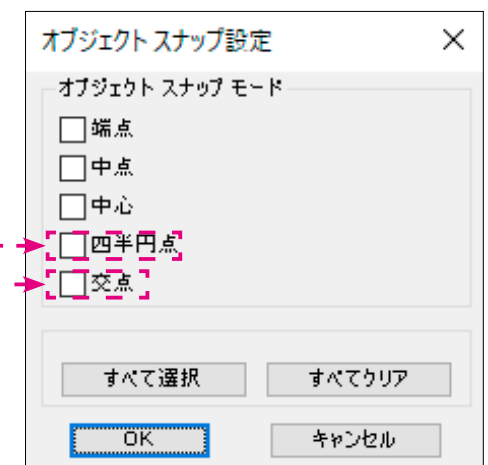 オブジェクト スナップ設定
オブジェクト スナップ モード
端点
中点
中心
四半円点
交点
すべて選択 すべてクリア
OK キャンセル